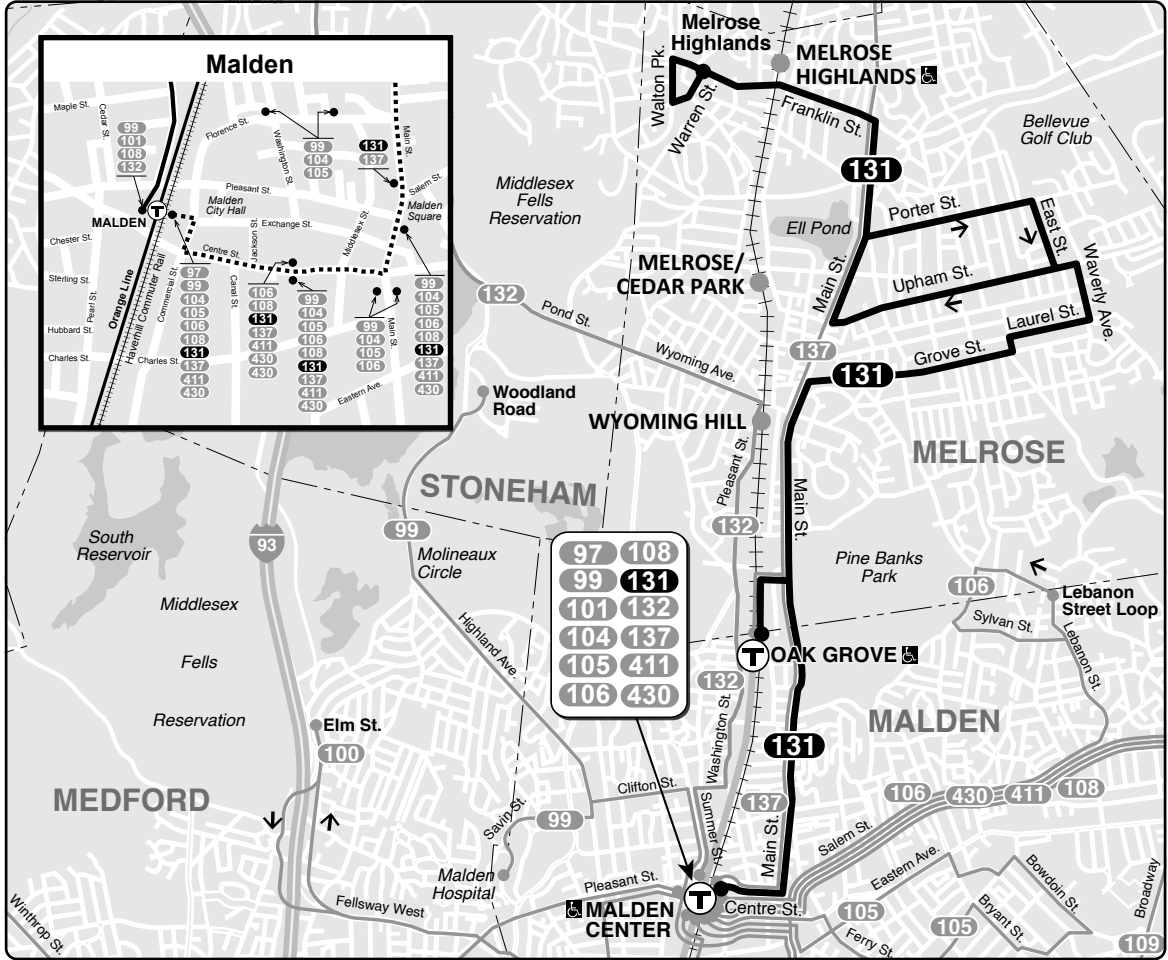 Malden
Maple St.
Cedar St.
99
101
108
132
Florence St.
Washington St.
99
104
105
131
137
Main St.
Salem St.
Pleasant St.
Malden
City Hall
Malden
Square
MALDEN
T
Exchange St.
Jackson St.
Middlesex St.
Chester St.
Centre St.
Sterling St.
Pearl St.
Orange Line
Haverhill Commuter Rail
Commercial St.
Canal St.
Hubbard St.
Charles St.
Charles St.
Main St.
Eastern Ave.
97
99
104
105
106
108
131
137
411
430
106
108
131
137
411
430
99
104
105
106
108
131
137
411
430
99
104
105
106
99
104
105
106
108
131
137
411
430
Melrose
Highlands
MELROSE
HIGHLANDS
Walton Pk.
Warren St.
Franklin St.
Bellevue
Golf Club
131
Middlesex
Fells
Reservation
Ell Pond
Porter St.
East St.
Waverly Ave.
Upham St.
Main St.
Laurel St.
Grove St.
MELROSE/
CEDAR PARK
132
Pond St.
Wyoming Ave.
137
131
Woodland
Road
WYOMING HILL
MELROSE
Pleasant St.
Main St.
STONEHAM
132
99
93
South
Reservoir
Molineaux
Circle
Pine Banks
Park
106
Lebanon
Street Loop
Sylvan St.
Lebanon St.
Middlesex
Fells
Reservation
97 108
99 131
101 132
104 137
105 411
106 430
Highland Ave.
T
OAK GROVE
132
Washington St.
MALDEN
Elm St.
100
131
MEDFORD
Clifton St.
Summer St.
137
Main St.
106
430
411
108
Savin St.
99
Salem St.
Eastern Ave.
Malden
Hospital
Pleasant St.
T
MALDEN
CENTER
Centre St.
Fellsway West
Winthrop St.
105
Ferry St.
105
Bryant St.
Bowdoin St.
Broadway
109